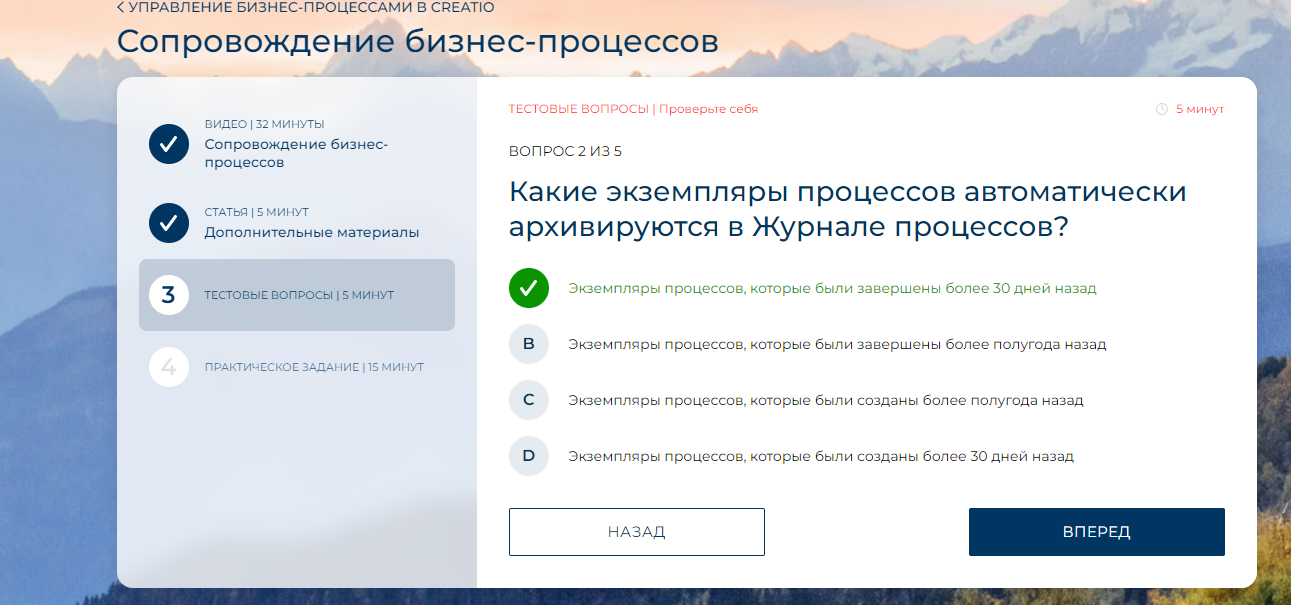 УПРАВЛЕНИЕ БИЗНЕС-ПРОЦЕССАМИ В CREATIO
Сопровождение бизнес-процессов
ВИДЕО | 32 МИНУТЫ
Сопровождение бизнес-
процессов
СТАТЬЯ | 5 МИНУТ
Дополнительные материалы
3
ТЕСТОВЫЕ ВОПРОСЫ | 5 МИНУТ
4
ПРАКТИЧЕСКОЕ ЗАДАНИЕ | 15 МИНУТ
ТЕСТОВЫЕ ВОПРОСЫ | Проверьте себя
5 минут
ВОПРОС 2 ИЗ 5
Какие экземпляры процессов автоматически
архивируются в Журнале процессов?
Экземпляры процессов, которые были завершены более 30 дней назад
B Экземпляры процессов, которые были завершены более полугода назад
C Экземпляры процессов, которые были созданы более полугода назад
D Экземпляры процессов, которые были созданы более 30 дней назад
НАЗАД
ВПЕРЕД